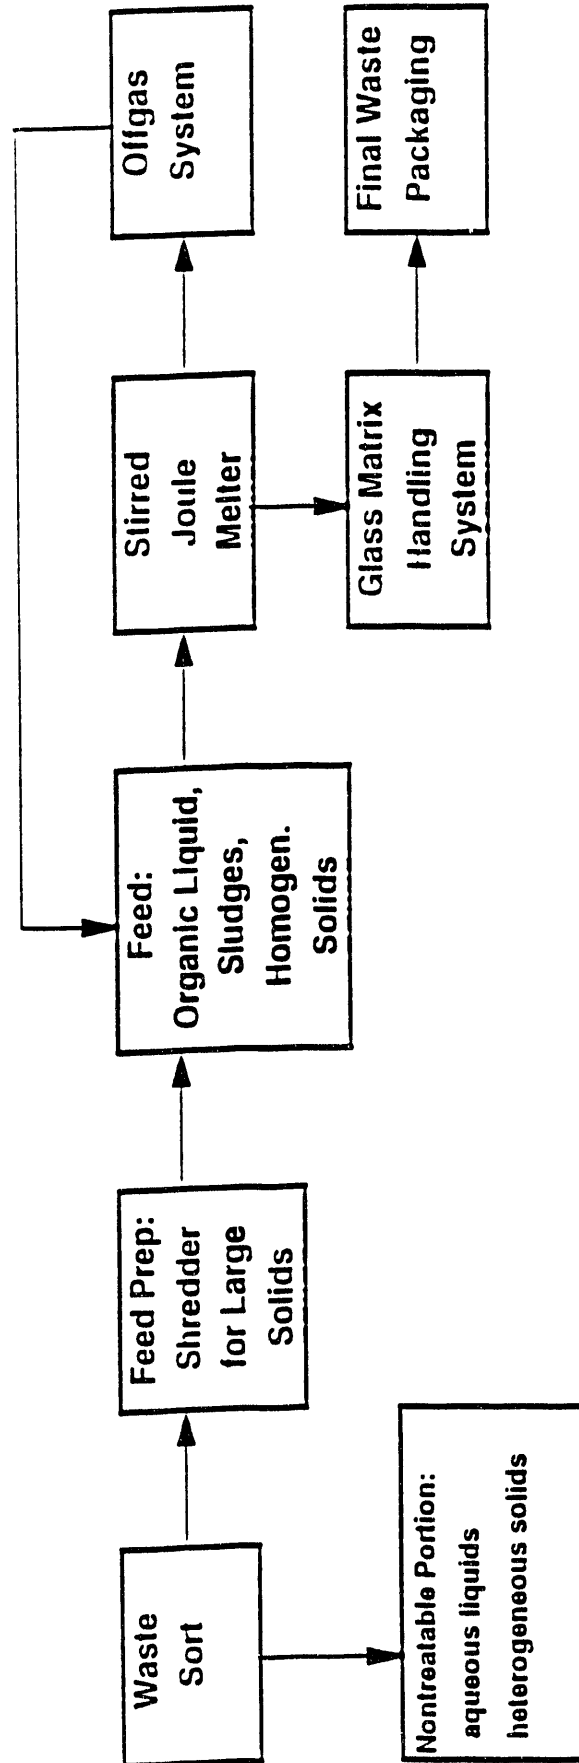 Waste
Sort
Nontreatable Portion:
aqueous liquids
heterogeneous solids
Feed Prep:
Shredder
for Large
Solids
Feed:
Organic Liquid,
Sludges,
Homogen.
Solids
Stirred
Joule
Melter
Glass Matrix
Handling
System
Offgas
System
Final Waste
Packaging